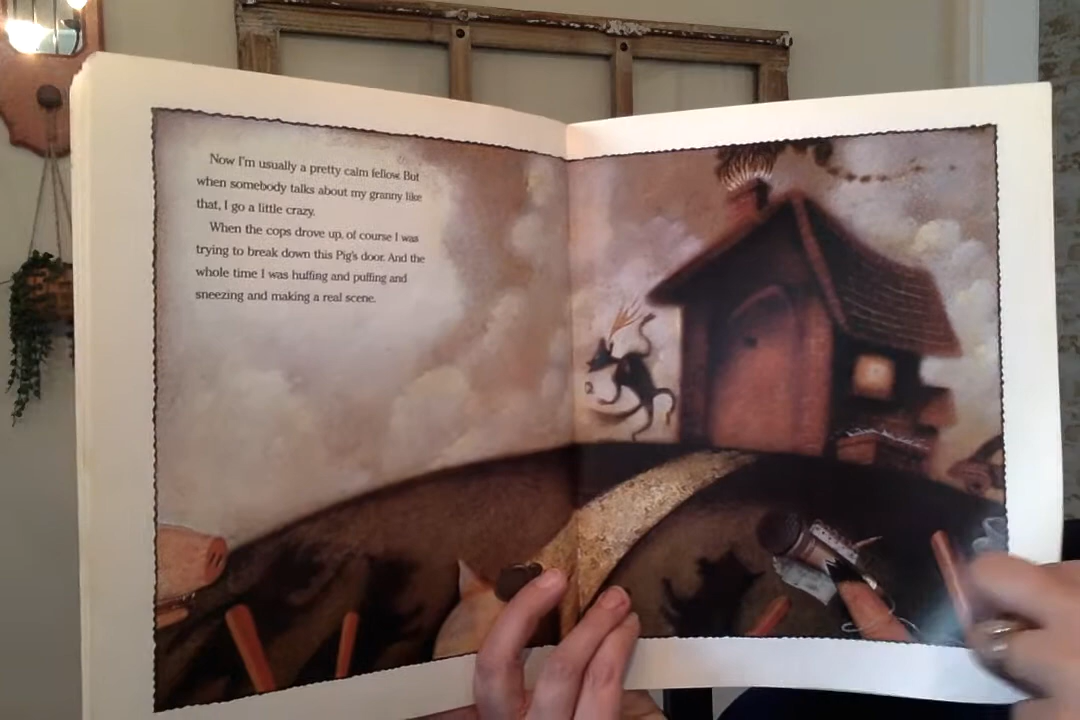 Now I'm usually a pretty calm fellow. But
when somebody talks about my granny like
that, I go a little crazy.
When the cops drove up, of course I was
trying to break down this Pig's door. And the
whole time I was huffing and puffing and
sneezing and making a real scene.